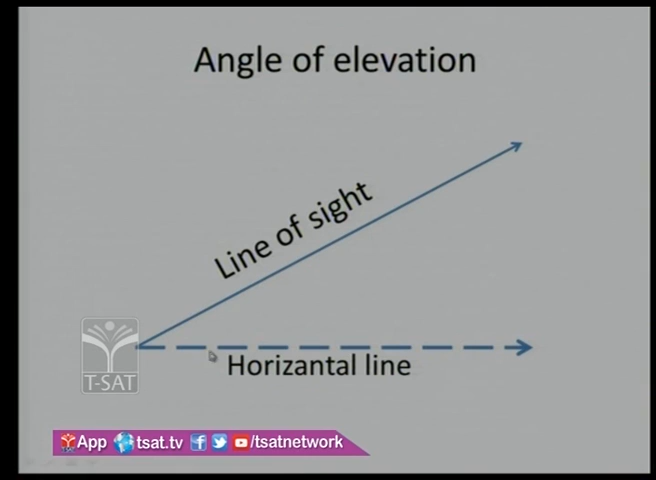 Angle of elevation
Line of sight
Horizantal line
T-SAT
App tsat.tv /tsatnetwork